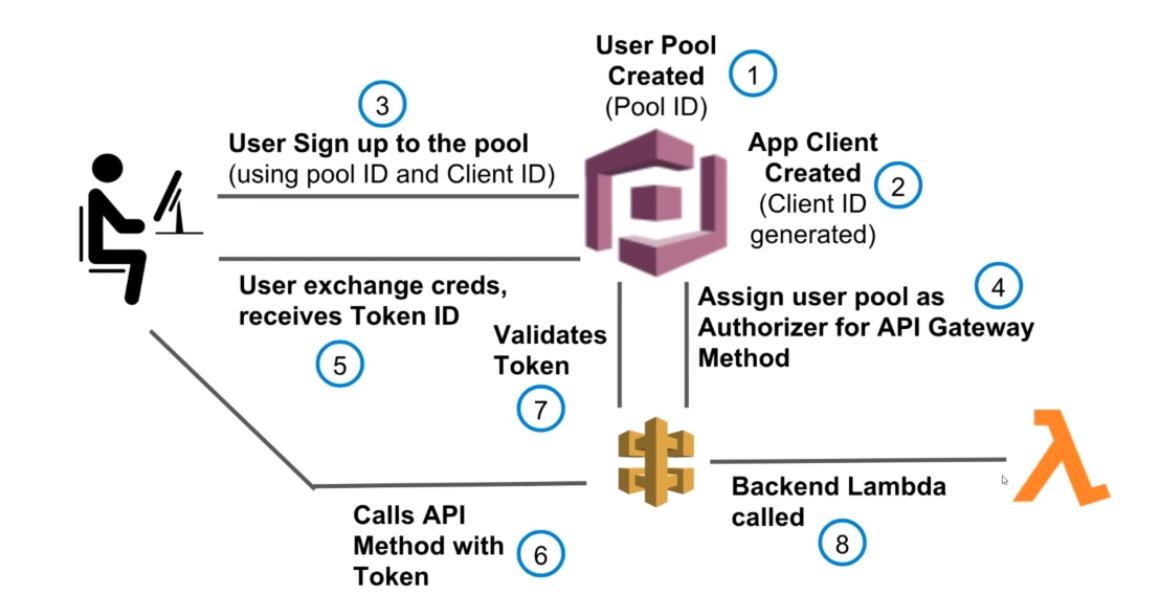 User Pool
Created
(Pool ID)
1
App Client
Created
(Client ID
generated)
2
3
User Sign up to the pool
(using pool ID and Client ID)
Assign user pool as
Authorizer for API Gateway
Method
4
User exchange creds,
receives Token ID
5
Calls API
Method with
Token
6
Validates
Token
7
Backend Lambda
called
8
λ